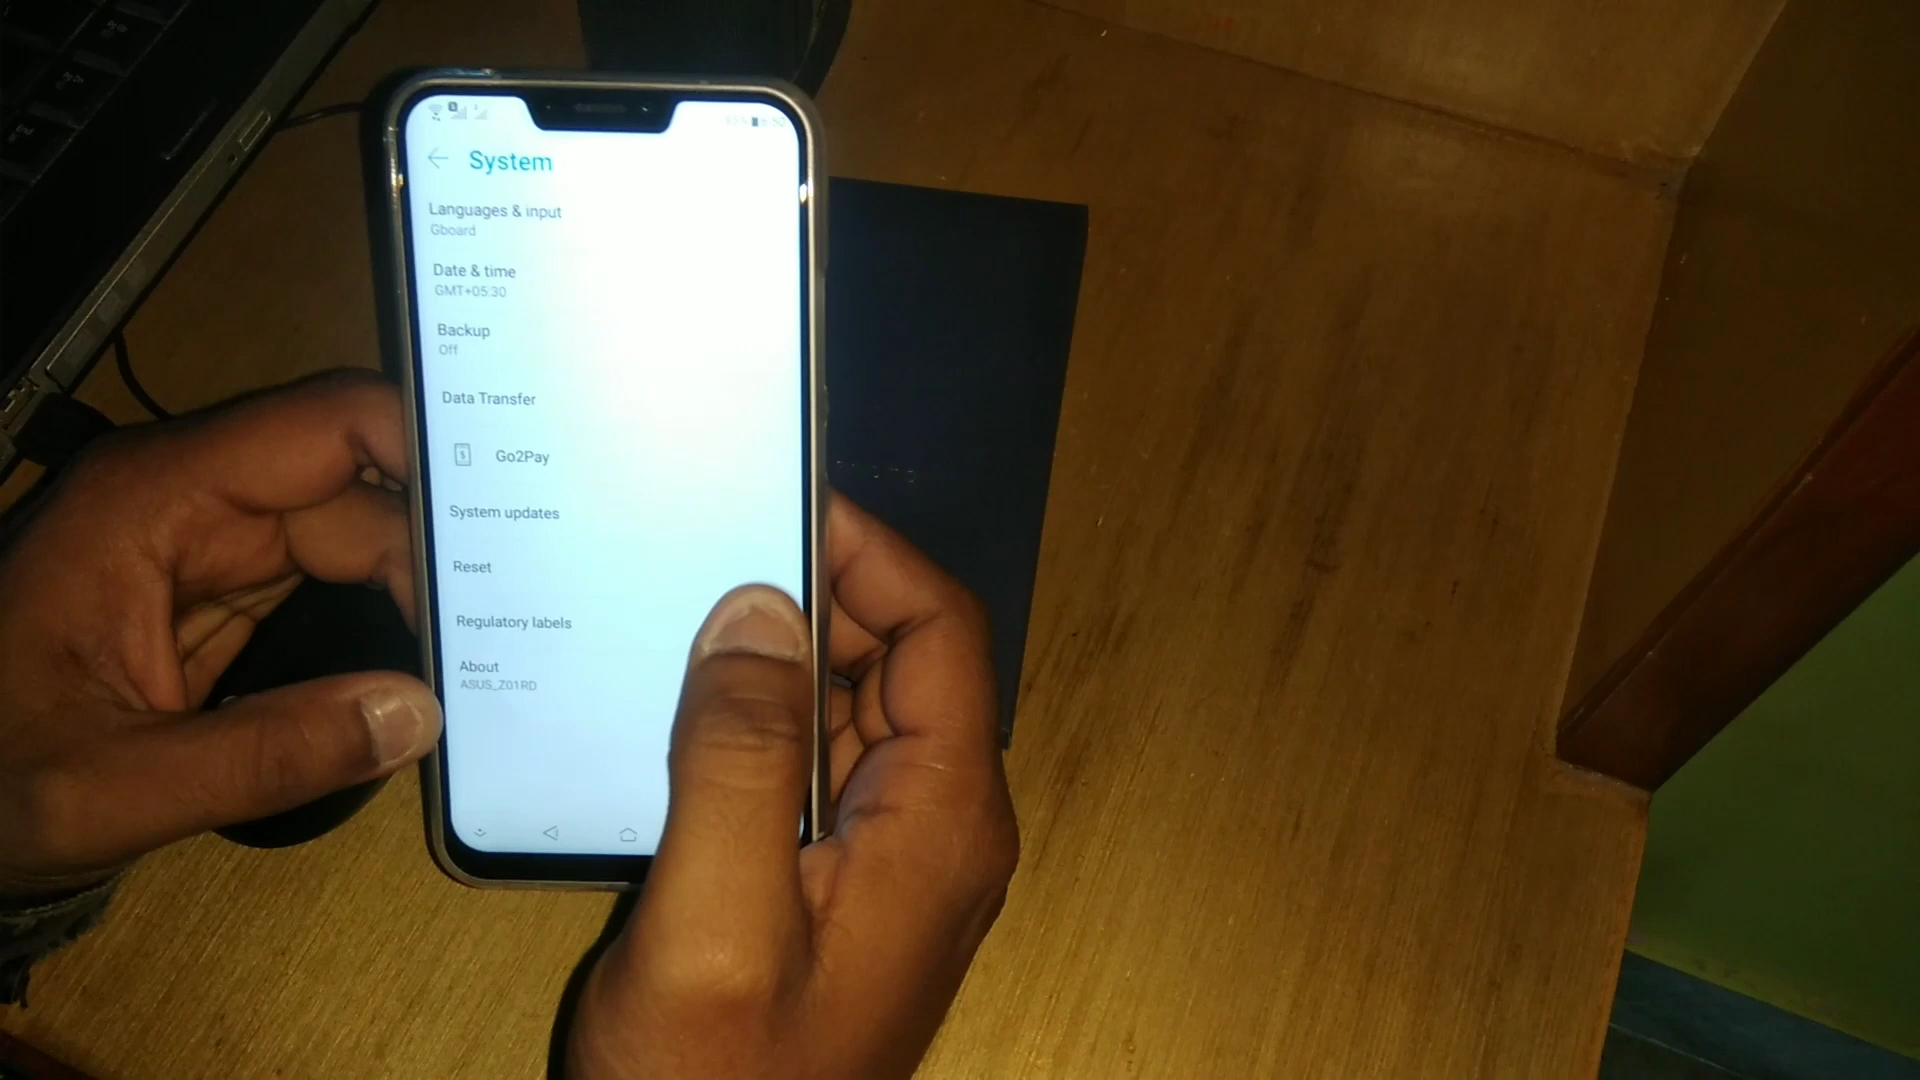 System
Languages & input
Gboard
Date & time
GMT+05:30
Backup
Off
Data Transfer
$ Go2Pay
System updates
Reset
Regulatory labels
About
ASUS_Z01RD
End